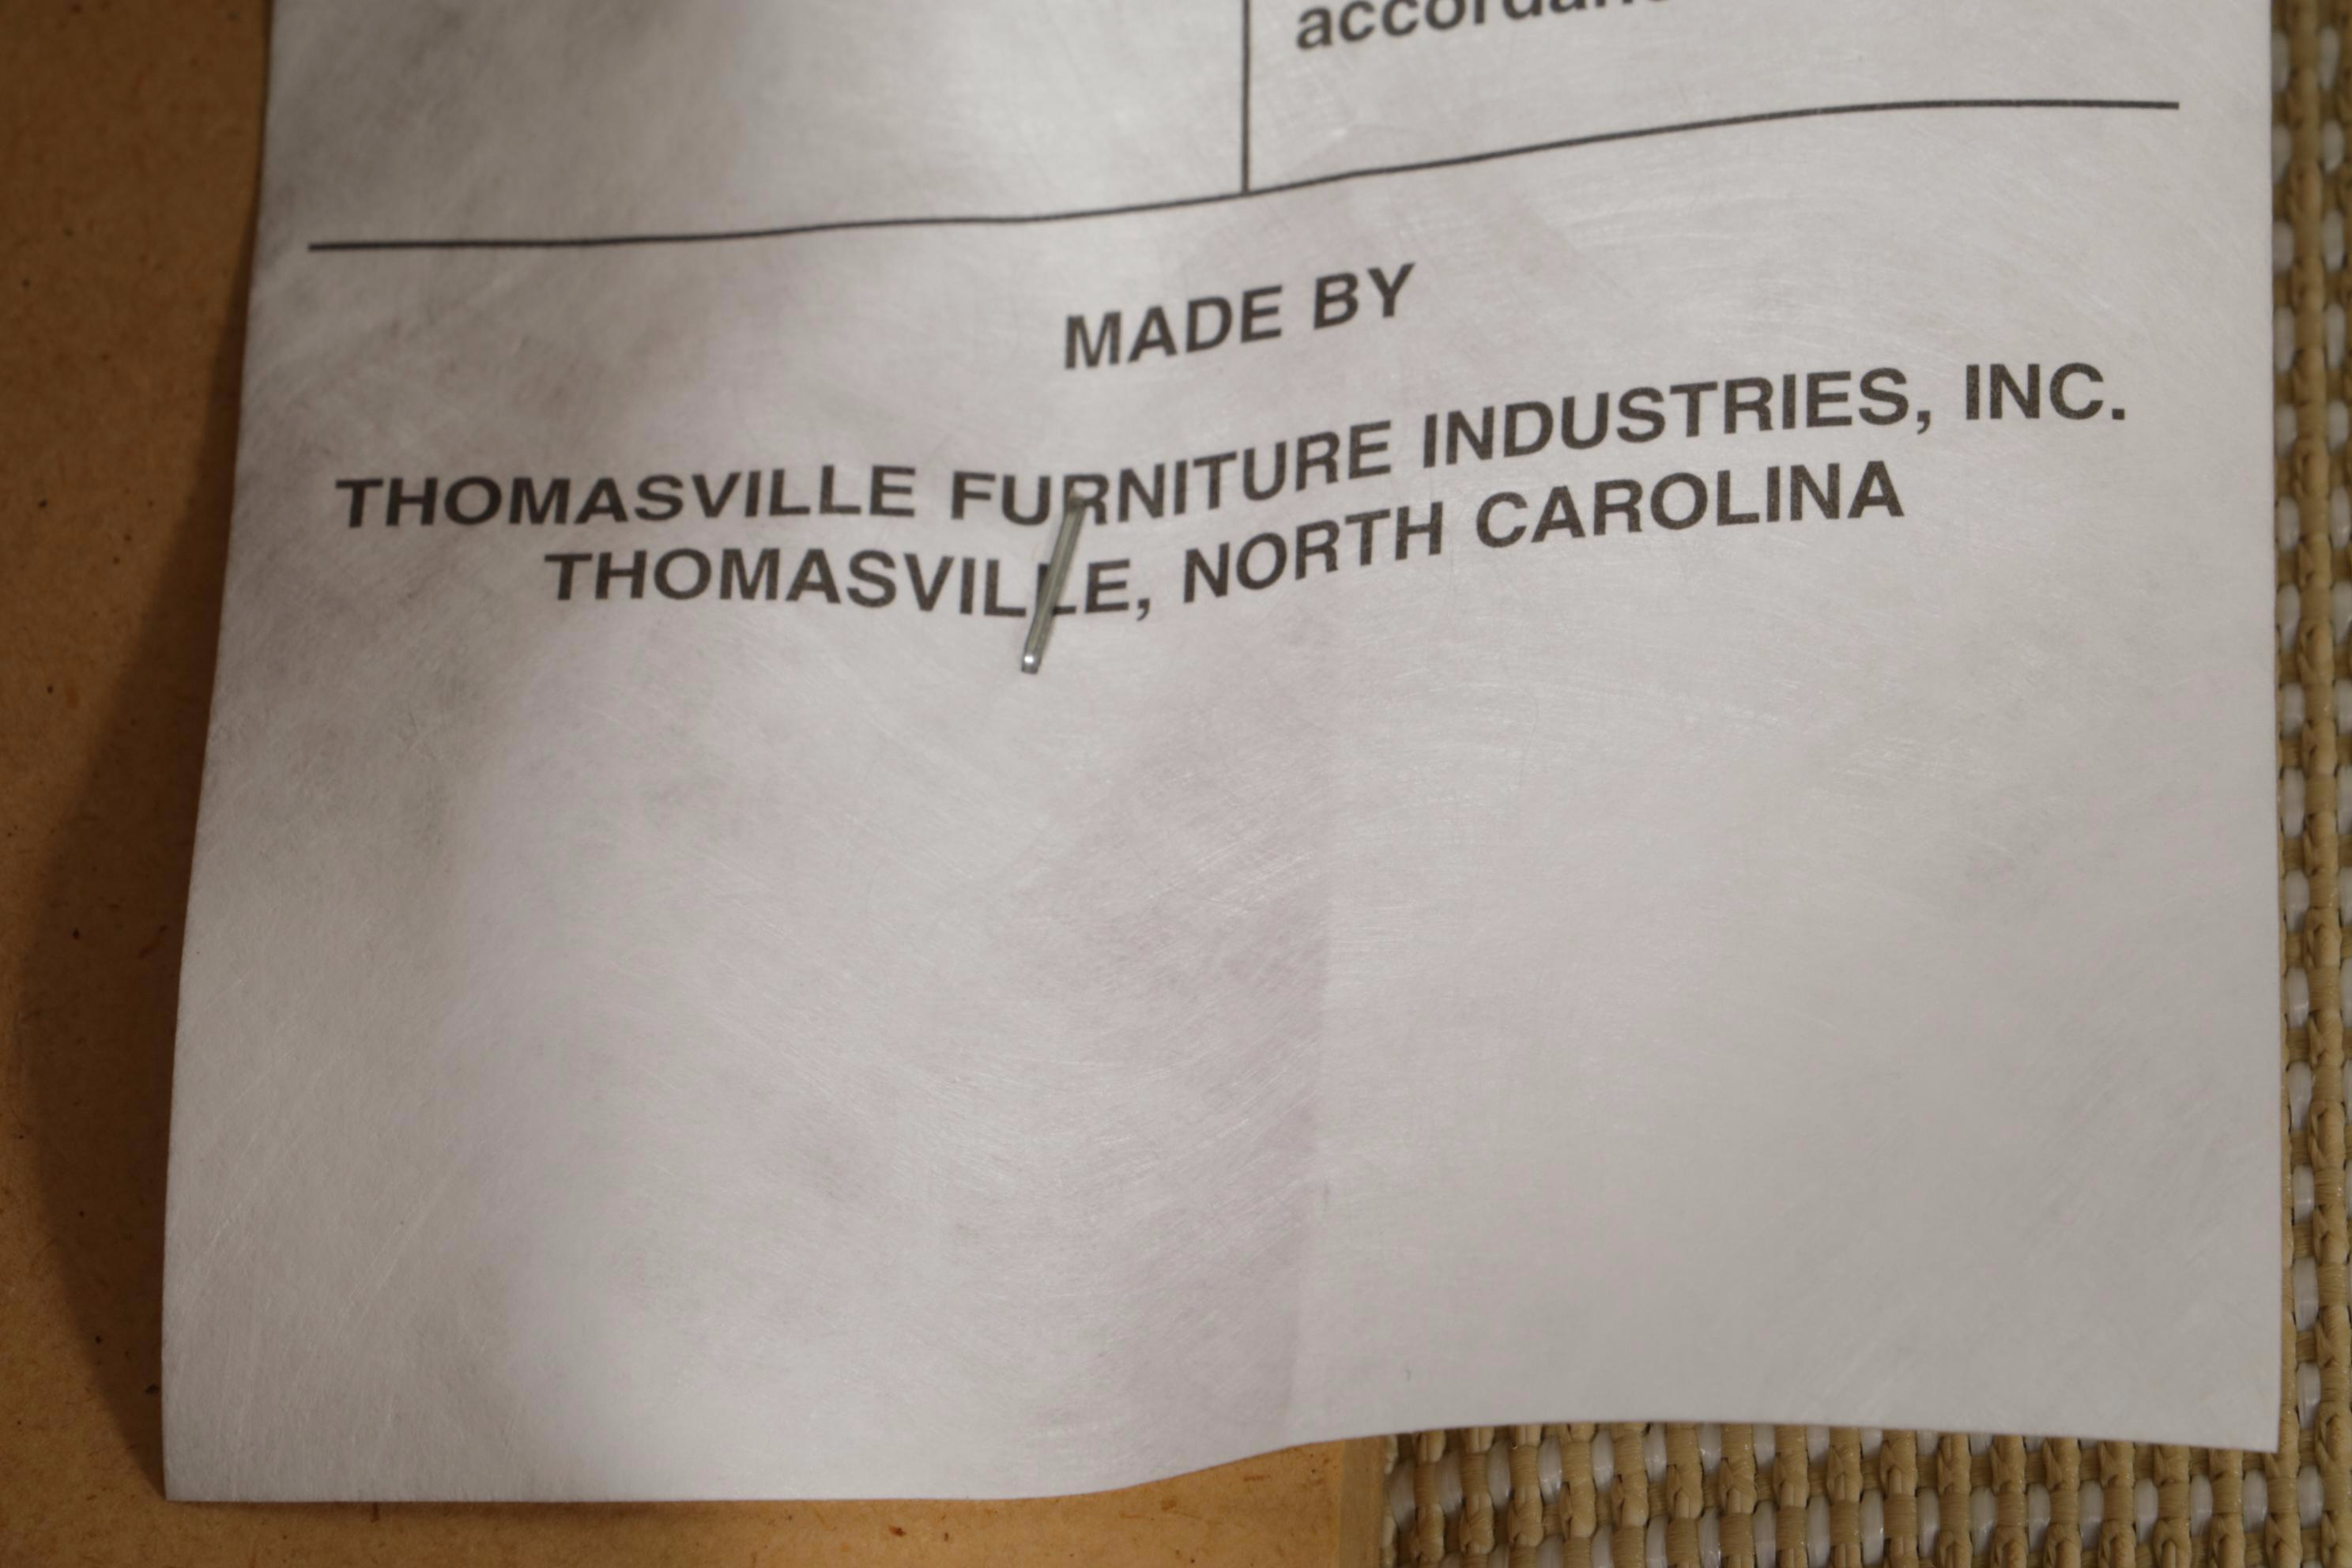 MADE BY
THOMASVILLE FURNITURE INDUSTRIES, INC.
THOMASVILLE, NORTH CAROLINA